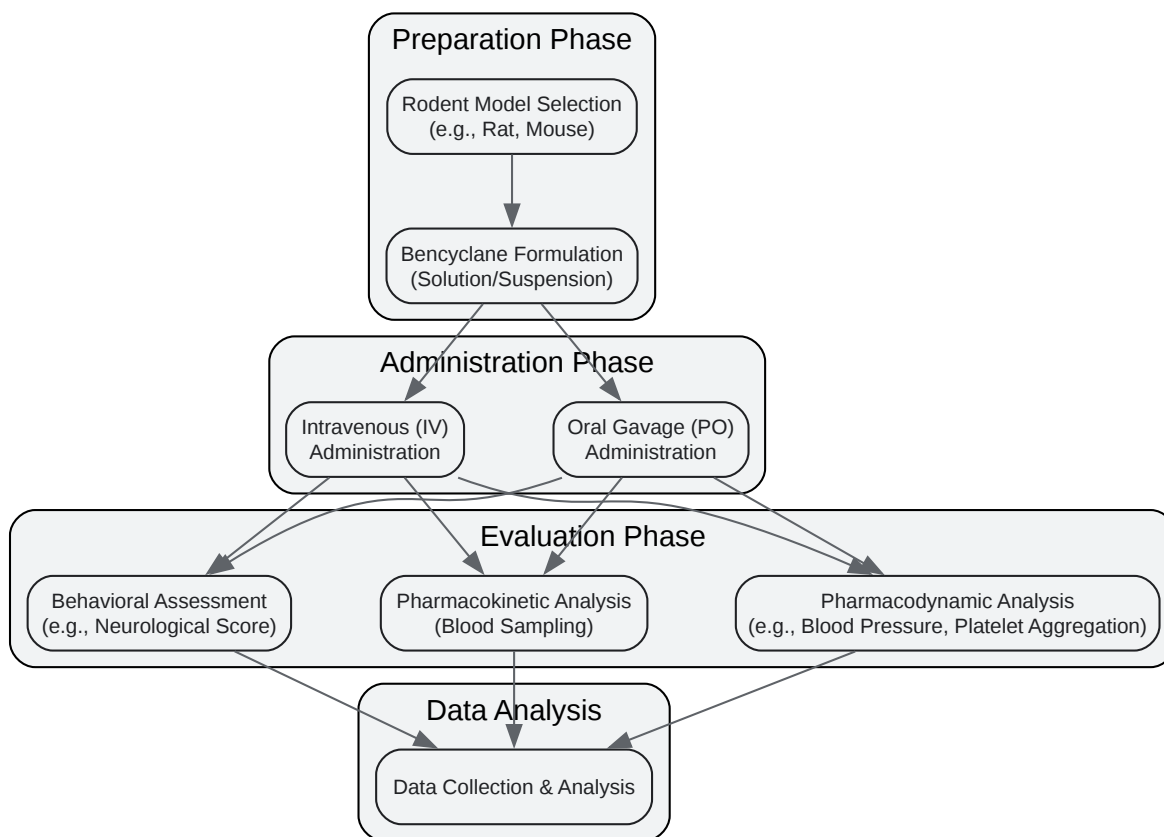 Preparation Phase
Rodent Model Selection
(e.g., Rat, Mouse)
Bencyclane Formulation
(Solution/Suspension)
Administration Phase
Intravenous (IV)
Administration
Oral Gavage (PO)
Administration
Evaluation Phase
Behavioral Assessment
(e.g., Neurological Score)
Pharmacokinetic Analysis
(Blood Sampling)
Pharmacodynamic Analysis
(e.g., Blood Pressure, Platelet Aggregation)
Data Analysis
Data Collection & Analysis